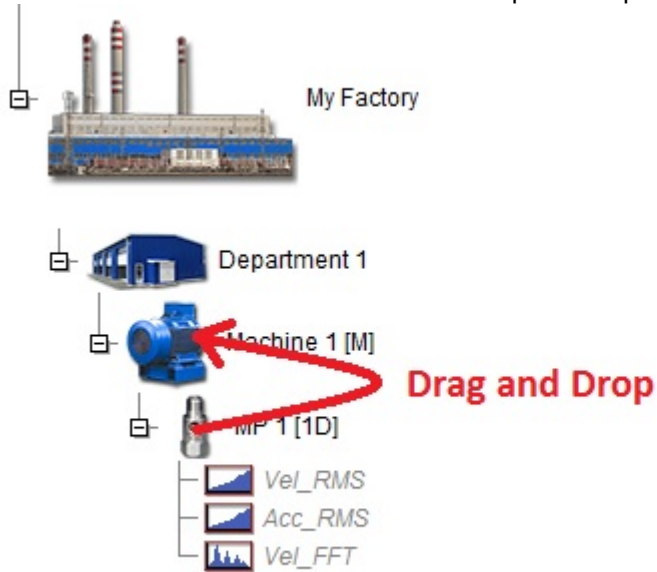 My Factory
Department 1
Machine 1 [M]
Drag and Drop
MP 1 [1D]
Vel_RMS
Acc_RMS
Vel_FFT